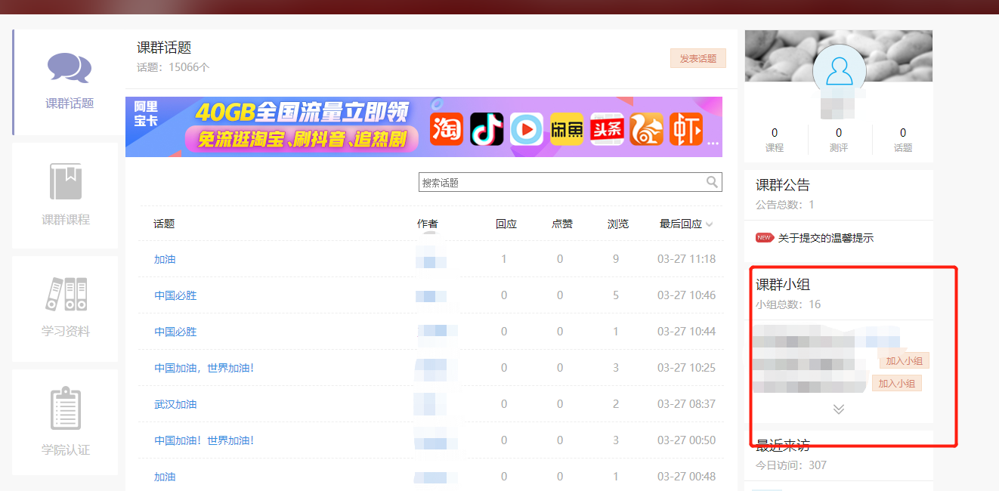 课群话题
课群课程
学习资料
学院认证
课群话题
话题：15066个
发表话题
阿里
宝卡
40GB全国流量立即领
免流逛淘宝、刷抖音、追热剧
淘
闲鱼
头条
虾
...
搜索话题
话题 作者 回应 点赞 浏览 最后回应
加油 1 0 9 03-27 11:18
中国必胜 0 0 5 03-27 10:46
中国必胜 0 0 1 03-27 10:44
中国加油，世界加油！ 0 0 3 03-27 10:25
武汉加油 0 0 2 03-27 08:37
中国加油！世界加油！ 0 0 3 03-27 00:50
加油 0 0 1 03-27 00:48
0 0 0
课程 测评 话题
课群公告
公告总数：1
NEW 关于提交的温馨提示
课群小组
小组总数：16
加入小组
加入小组
最近来访
今日访问：307